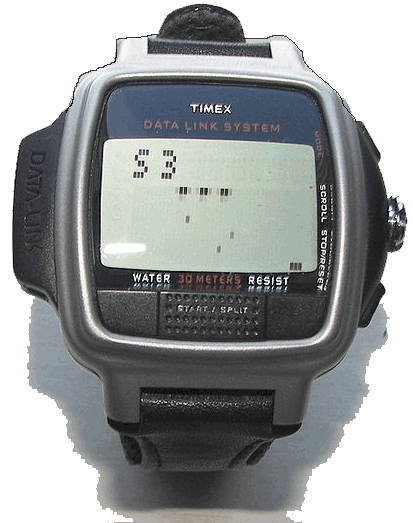 TIMEX
DATA LINK SYSTEM
MODE
S3
SCROLL STOP/RESET
DATA-LINK
WATER 30 METERS RESIST
START / SPLIT